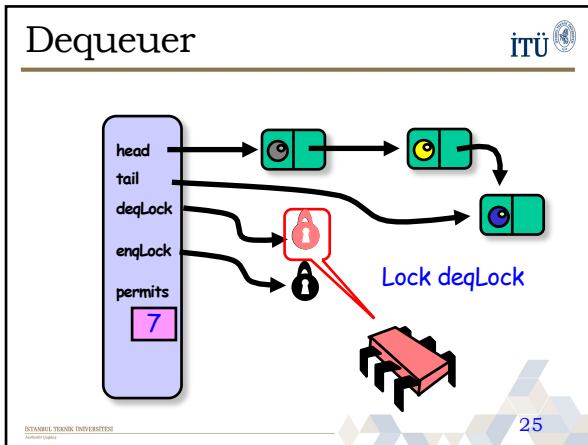 Dequeuer
İTÜ
head
tail
deqLock
enqLock
permits
7
Lock deqLock
İSTANBUL TEKNİK ÜNİVERSİTESİ
25